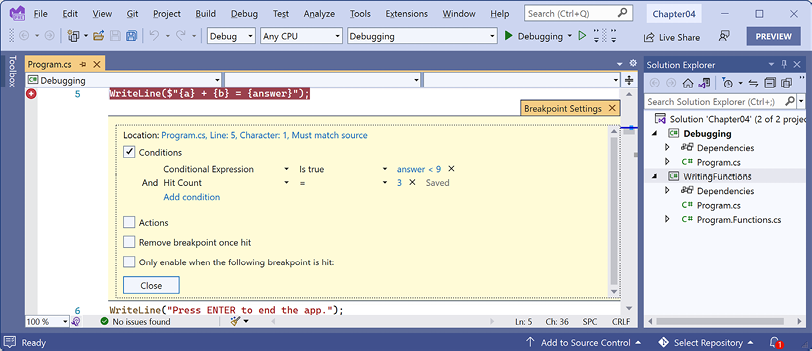 File Edit View Git Project Build Debug Test Analyze Tools Extensions Window Help Search (Ctrl+Q) Chapter04
Debug Any CPU Debugging Debugging Live Share PREVIEW
Toolbox
Program.cs
Debugging
5 WriteLine($"{a} + {b} = {answer}");
Breakpoint Settings
Location: Program.cs, Line: 5, Character: 1, Must match source
Conditions
Conditional Expression Is true answer < 9
And Hit Count = 3 Saved
Add condition
Actions
Remove breakpoint once hit
Only enable when the following breakpoint is hit:
Close
6 WriteLine("Press ENTER to end the app.");
100 % No issues found Ln: 5 Ch: 36 SPC CRLF
Solution Explorer
Search Solution Explorer (Ctrl+;)
Solution 'Chapter04' (2 of 2 project
Debugging
Dependencies
C# Program.cs
WritingFunctions
Dependencies
C# Program.cs
C# Program.Functions.cs
Ready Add to Source Control Select Repository 1